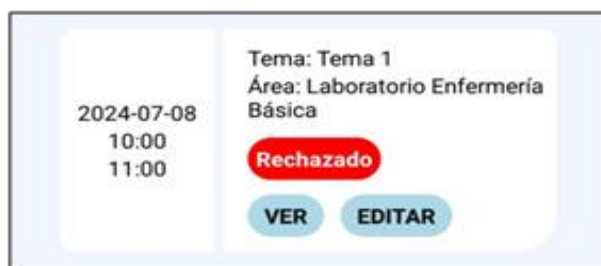 2024-07-08
10:00
11:00
Tema: Tema 1
Área: Laboratorio Enfermería
Básica
Rechazado
VER
EDITAR